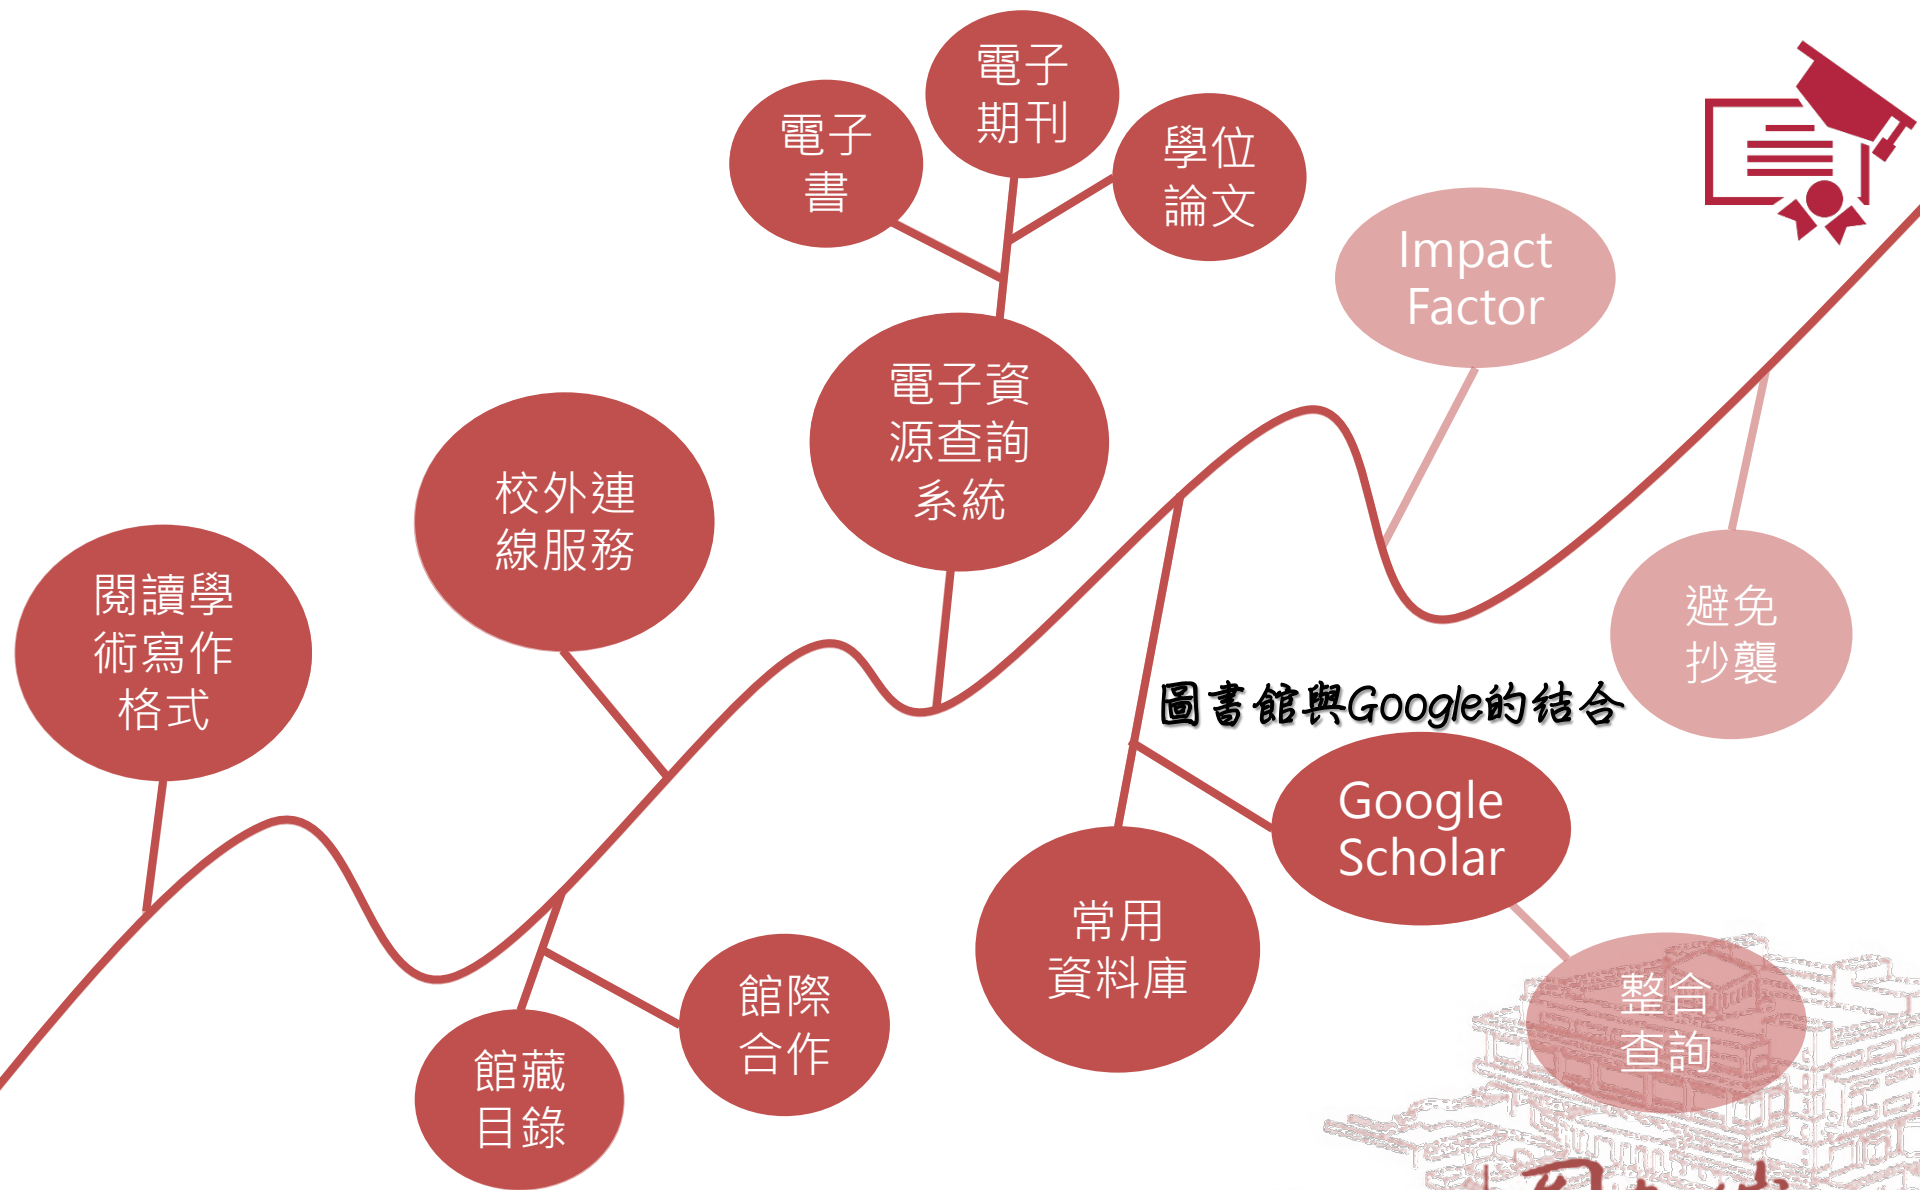 電子
期刊
電子
書
學位
論文
Impact
Factor
電子資
源查詢
系統
校外連
線服務
閱讀學
術寫作
格式
避免
抄襲
圖書館與Google的结合
Google
Scholar
常用
資料庫
館際
合作
整合
查詢
館藏
目錄